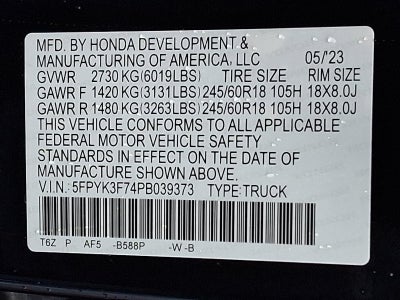 MFD. BY HONDA DEVELOPMENT &
MANUFACTURING OF AMERICA, LLC 05/'23
GVWR 2730 KG(6019LBS) TIRE SIZE RIM SIZE
GAWR F 1420 KG(3131LBS) 245/60R18 105H 18X8.0J
GAWR R 1480 KG(3263LBS) 245/60R18 105H 18X8.0J
THIS VEHICLE CONFORMS TO ALL APPLICABLE
FEDERAL MOTOR VEHICLE SAFETY
STANDARDS IN EFFECT ON THE DATE OF
MANUFACTURE SHOWN ABOVE.
V.I.N.: 5FPYK3F74PB039373 TYPE:TRUCK
T6Z P AF5 -B588P -W -B